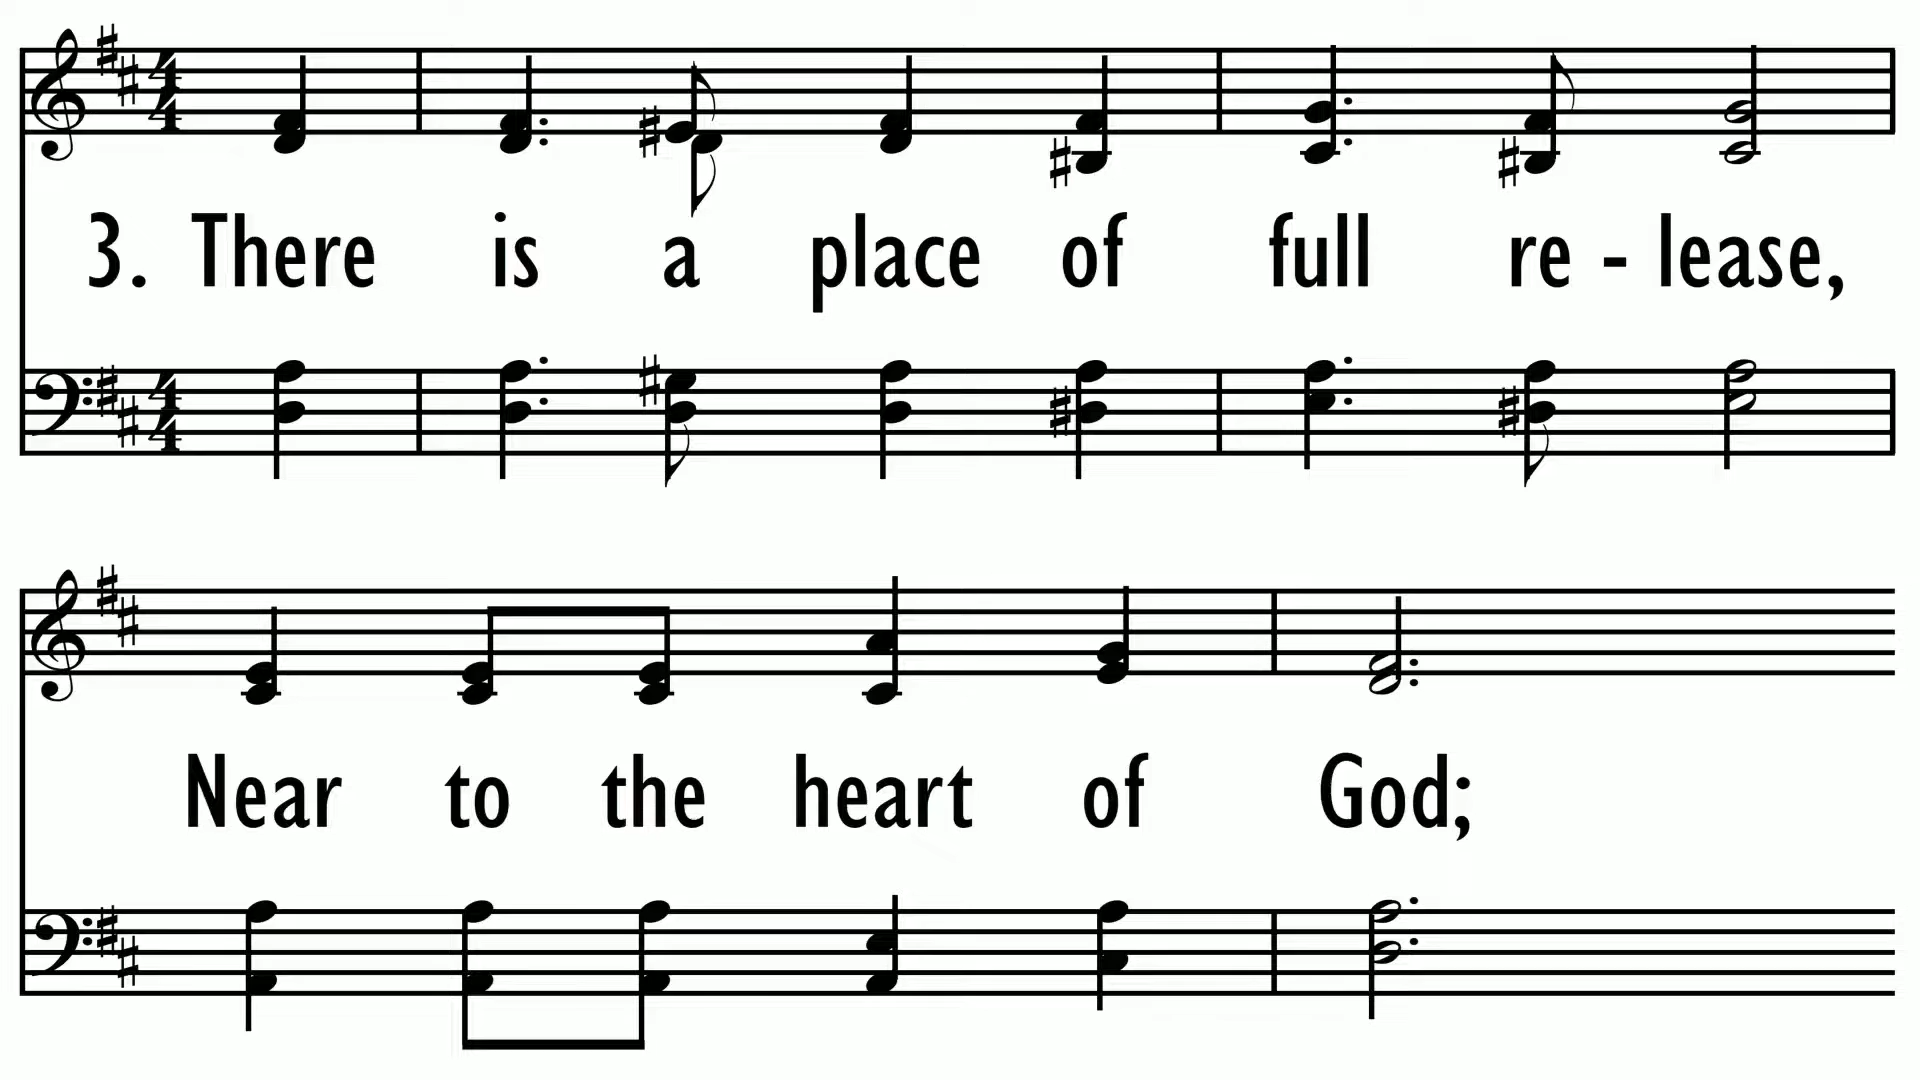 3. There is a place of full re - lease,
Near to the heart of God;